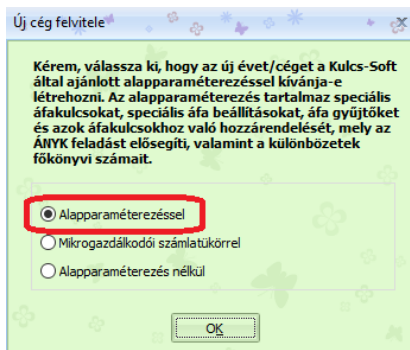 Új cég felvitele
Kérem, válassza ki, hogy az új évet/céget a Kulcs-Soft
által ajánlott alapparaméterezéssel kívánja-e
létrehozni. Az alapparaméterezés tartalmaz speciális
áfakulcsokat, speciális áfa beállításokat, áfa gyűjtőket
és azok áfakulcsokhoz való hozzárendelését, mely az
ÁNYK feladást elősegíti, valamint a különbözetek
főkönyvi számait.
Alapparaméterezéssel
Mikrogazdálkodói számlatükörrel
Alapparaméterezés nélkül
OK